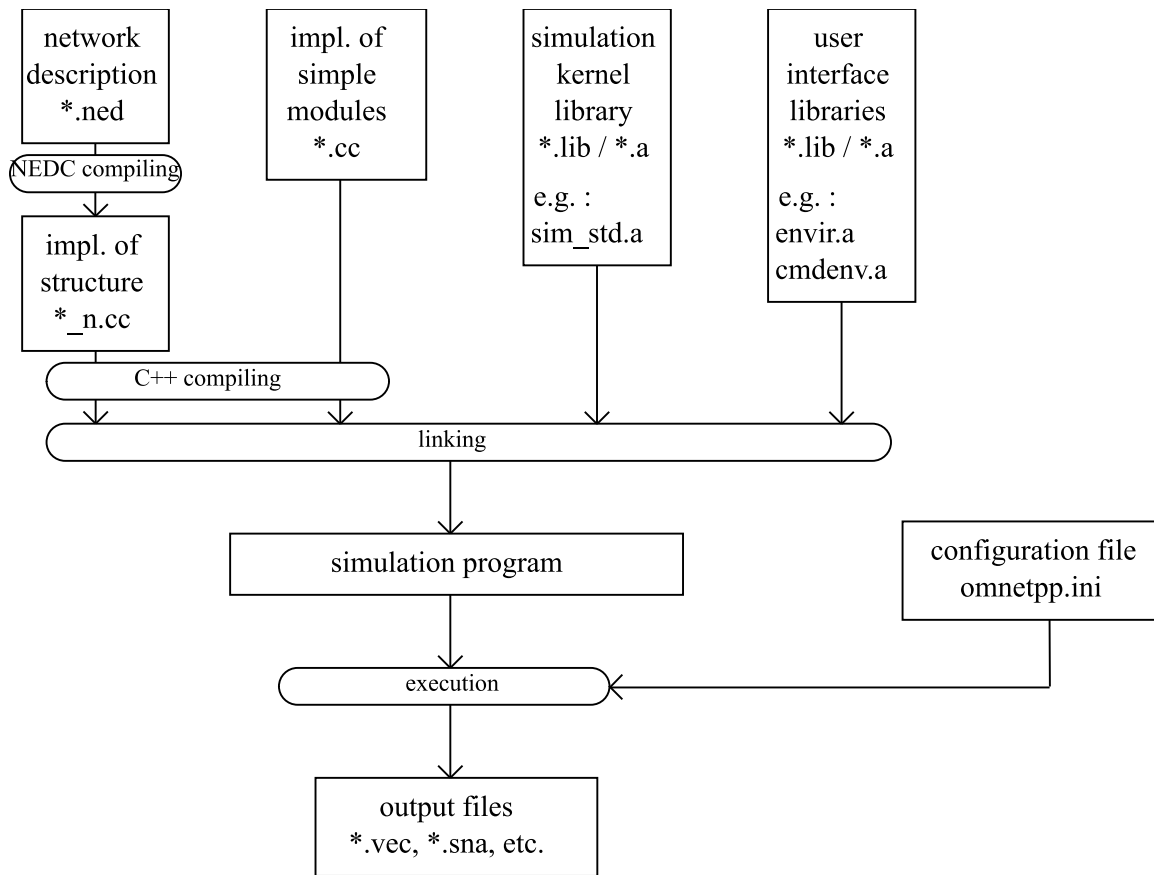 network
description
*.ned
impl. of
simple
modules
*.cc
simulation
kernel
library
*.lib / *.a
e.g. :
sim_std.a
user
interface
libraries
*.lib / *.a
e.g. :
envir.a
cmdenv.a
NEDC compiling
impl. of
structure
*_n.cc
C++ compiling
linking
simulation program
configuration file
omnetpp.ini
execution
output files
*.vec, *.sna, etc.